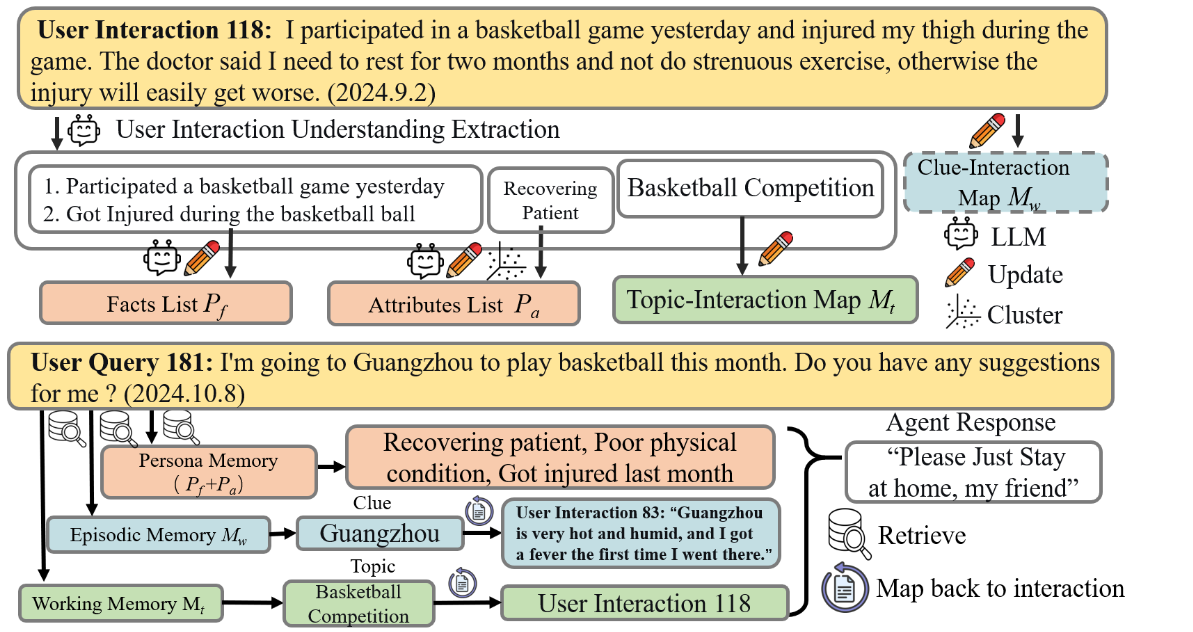 User Interaction 118: I participated in a basketball game yesterday and injured my thigh during the
game. The doctor said I need to rest for two months and not do strenuous exercise, otherwise the
injury will easily get worse. (2024.9.2)
User Interaction Understanding Extraction
1. Participated a basketball game yesterday
2. Got Injured during the basketball ball
Recovering
Patient
Basketball Competition
Clue-Interaction
Map M_w
LLM
Update
Cluster
Facts List P_f
Attributes List P_a
Topic-Interaction Map M_t
User Query 181: I'm going to Guangzhou to play basketball this month. Do you have any suggestions
for me ? (2024.10.8)
Persona Memory
( P_f+P_a)
Recovering patient, Poor physical
condition, Got injured last month
Agent Response
“Please Just Stay
at home, my friend”
Episodic Memory M_w
Clue
Guangzhou
User Interaction 83: “Guangzhou
is very hot and humid, and I got
a fever the first time I went there.”
Retrieve
Working Memory M_t
Topic
Basketball
Competition
User Interaction 118
Map back to interaction